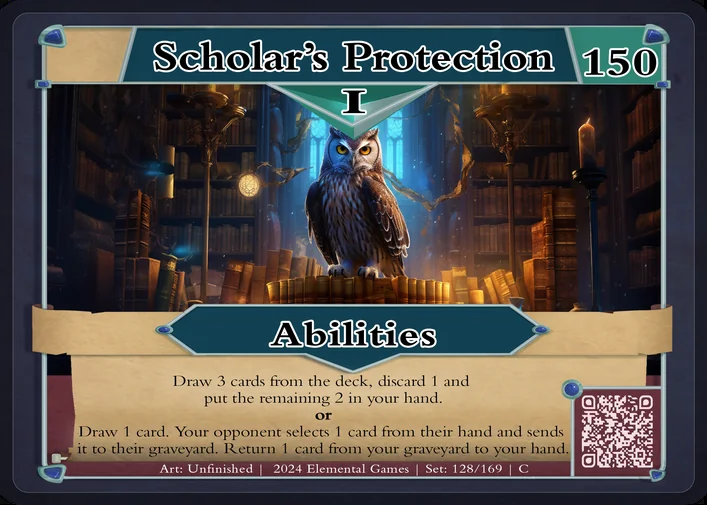 Scholar's Protection
150
I
Abilities
Draw 3 cards from the deck, discard 1 and
put the remaining 2 in your hand.
or
Draw 1 card. Your opponent selects 1 card from their hand and sends
it to their graveyard. Return 1 card from your graveyard to your hand.
Art: Unfinished | 2024 Elemental Games | Set: 128/169 | C